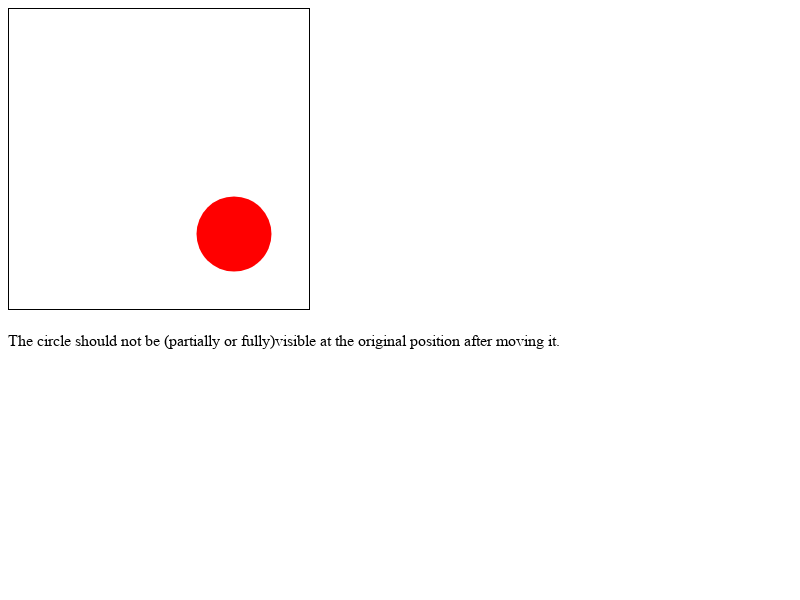 The circle should not be (partially or fully)visible at the original position after moving it.